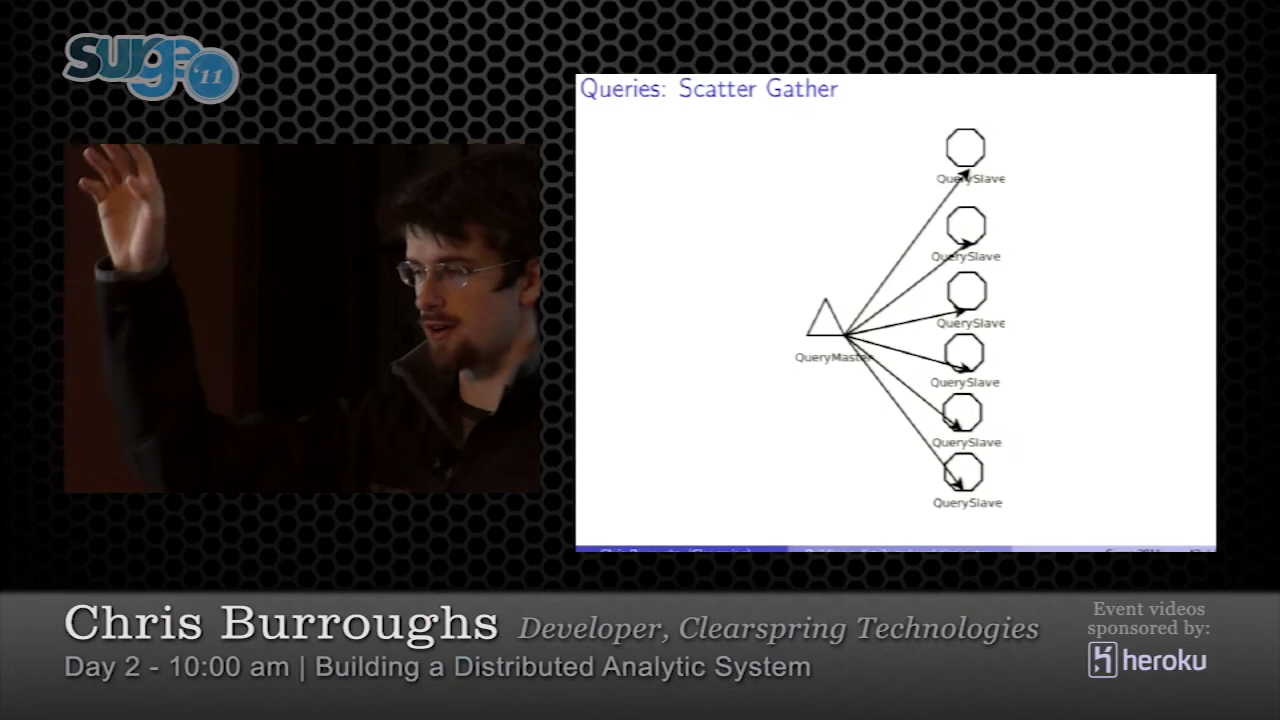 surge '11
Queries: Scatter Gather
QuerySlave
QuerySlave
QuerySlave
QueryMaster
QuerySlave
QuerySlave
QuerySlave
Chris Burroughs Developer, Clearspring Technologies
Day 2 - 10:00 am | Building a Distributed Analytic System
Event videos
sponsored by:
heroku